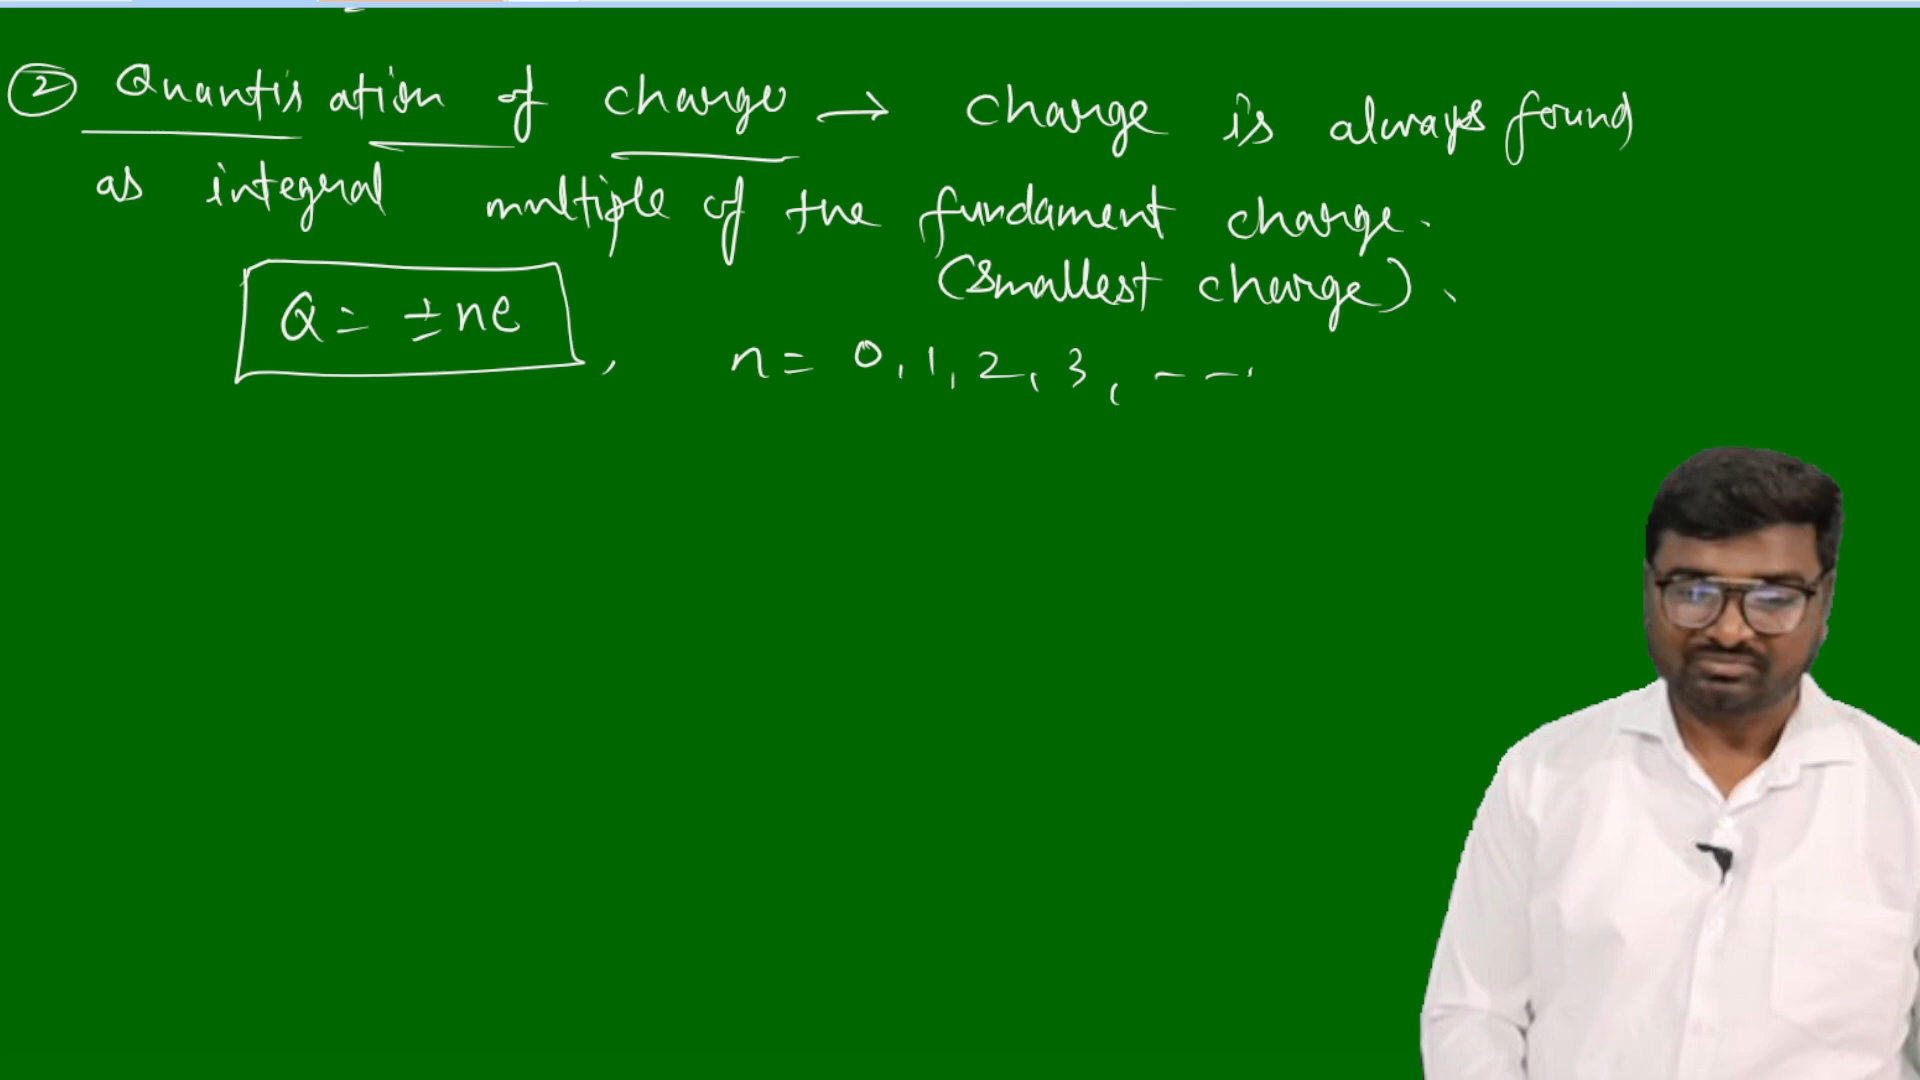 ② Quantisation of charge → charge is always found
as integral multiple of the fundament charge.
(smallest charge).
Q = ±ne, n = 0, 1, 2, 3, - - -